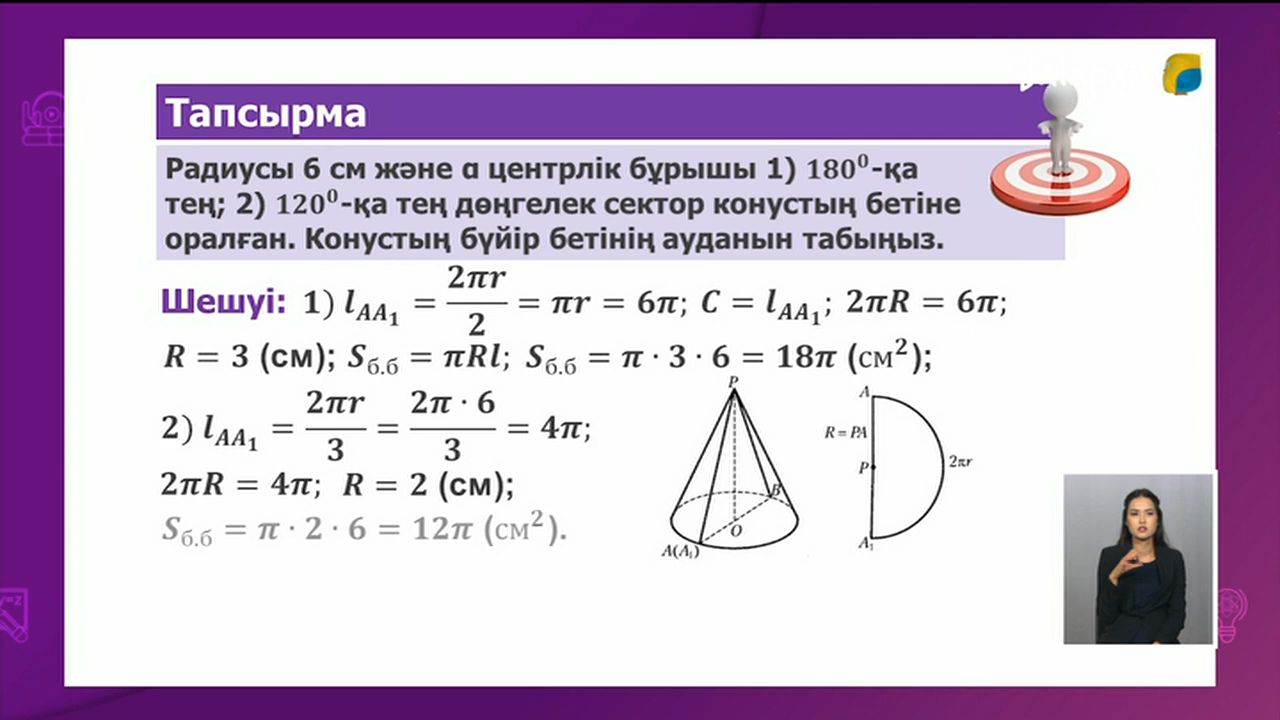 Тапсырма
Радиусы 6 см және α центрлік бұрышы 1) 180⁰-қа
тең; 2) 120⁰-қа тең дөңгелек сектор конустың бетіне
оралған. Конустың бүйір бетінің ауданын табыңыз.
Шешуі: 1) l_{AA₁} = 2πr/2 = πr = 6π; C = l_{AA₁}; 2πR = 6π;
R = 3 (см); S_{б.б} = πRl; S_{б.б} = π · 3 · 6 = 18π (см²);
2) l_{AA₁} = 2πr/3 = 2π · 6/3 = 4π;
2πR = 4π; R = 2 (см);
S_{б.б} = π · 2 · 6 = 12π (см²).
P
B
O
A(A₁)
A
R = PA
P
2πr
A₁